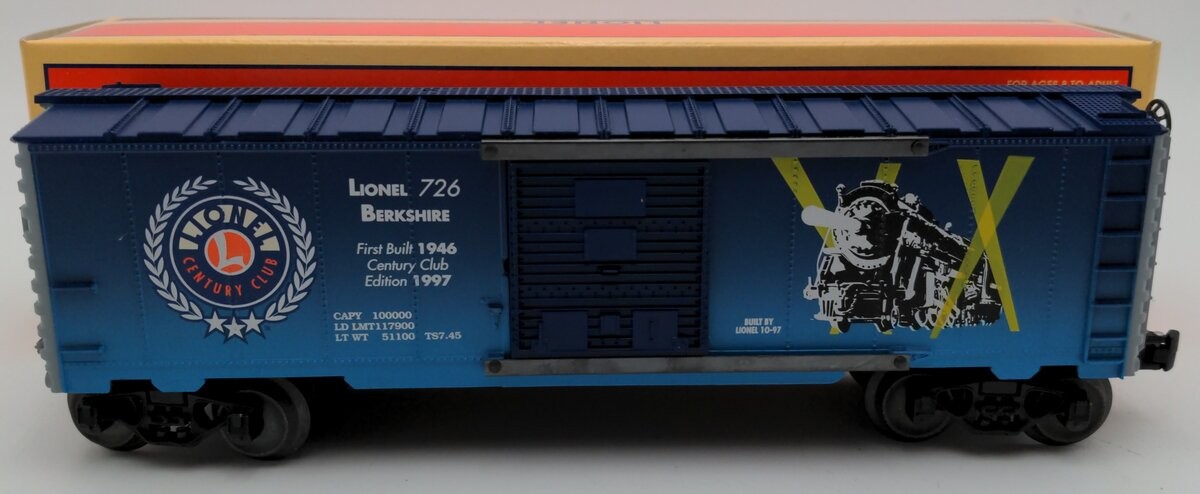 LIONEL
FOR AGES 8 TO ADULT
LIONEL
L
CENTURY CLUB
LIONEL 726
BERKSHIRE
First Built 1946
Century Club
Edition 1997
CAPY 100000
LD LMT117900
LT WT 51100 TS7.45
BUILT BY
LIONEL 10-97